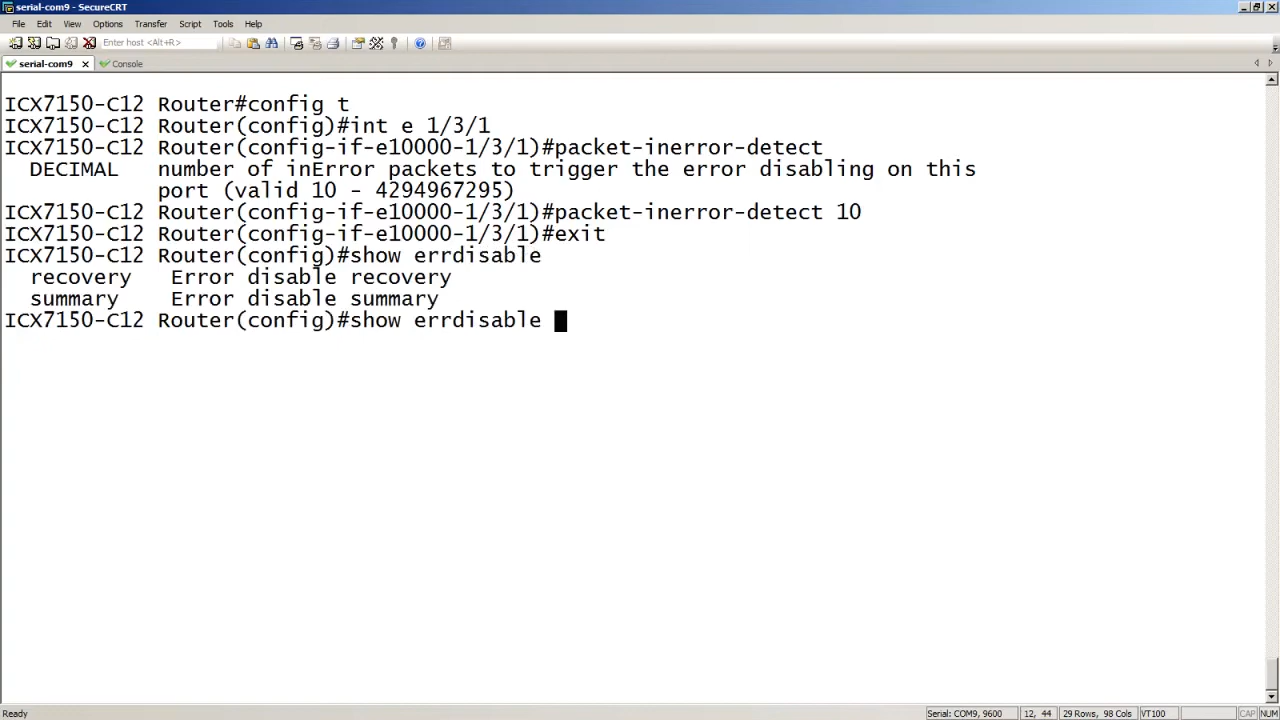 serial-com9 - SecureCRT
File Edit View Options Transfer Script Tools Help
Enter host <Alt+R>
serial-com9 Console
ICX7150-C12 Router#config t
ICX7150-C12 Router(config)#int e 1/3/1
ICX7150-C12 Router(config-if-e10000-1/3/1)#packet-inerror-detect
DECIMAL number of inError packets to trigger the error disabling on this
port (valid 10 - 4294967295)
ICX7150-C12 Router(config-if-e10000-1/3/1)#packet-inerror-detect 10
ICX7150-C12 Router(config-if-e10000-1/3/1)#exit
ICX7150-C12 Router(config)#show errdisable
recovery Error disable recovery
summary Error disable summary
ICX7150-C12 Router(config)#show errdisable
Ready Serial: COM9, 9600 12, 44 29 Rows, 98 Cols VT100 CAP NUM